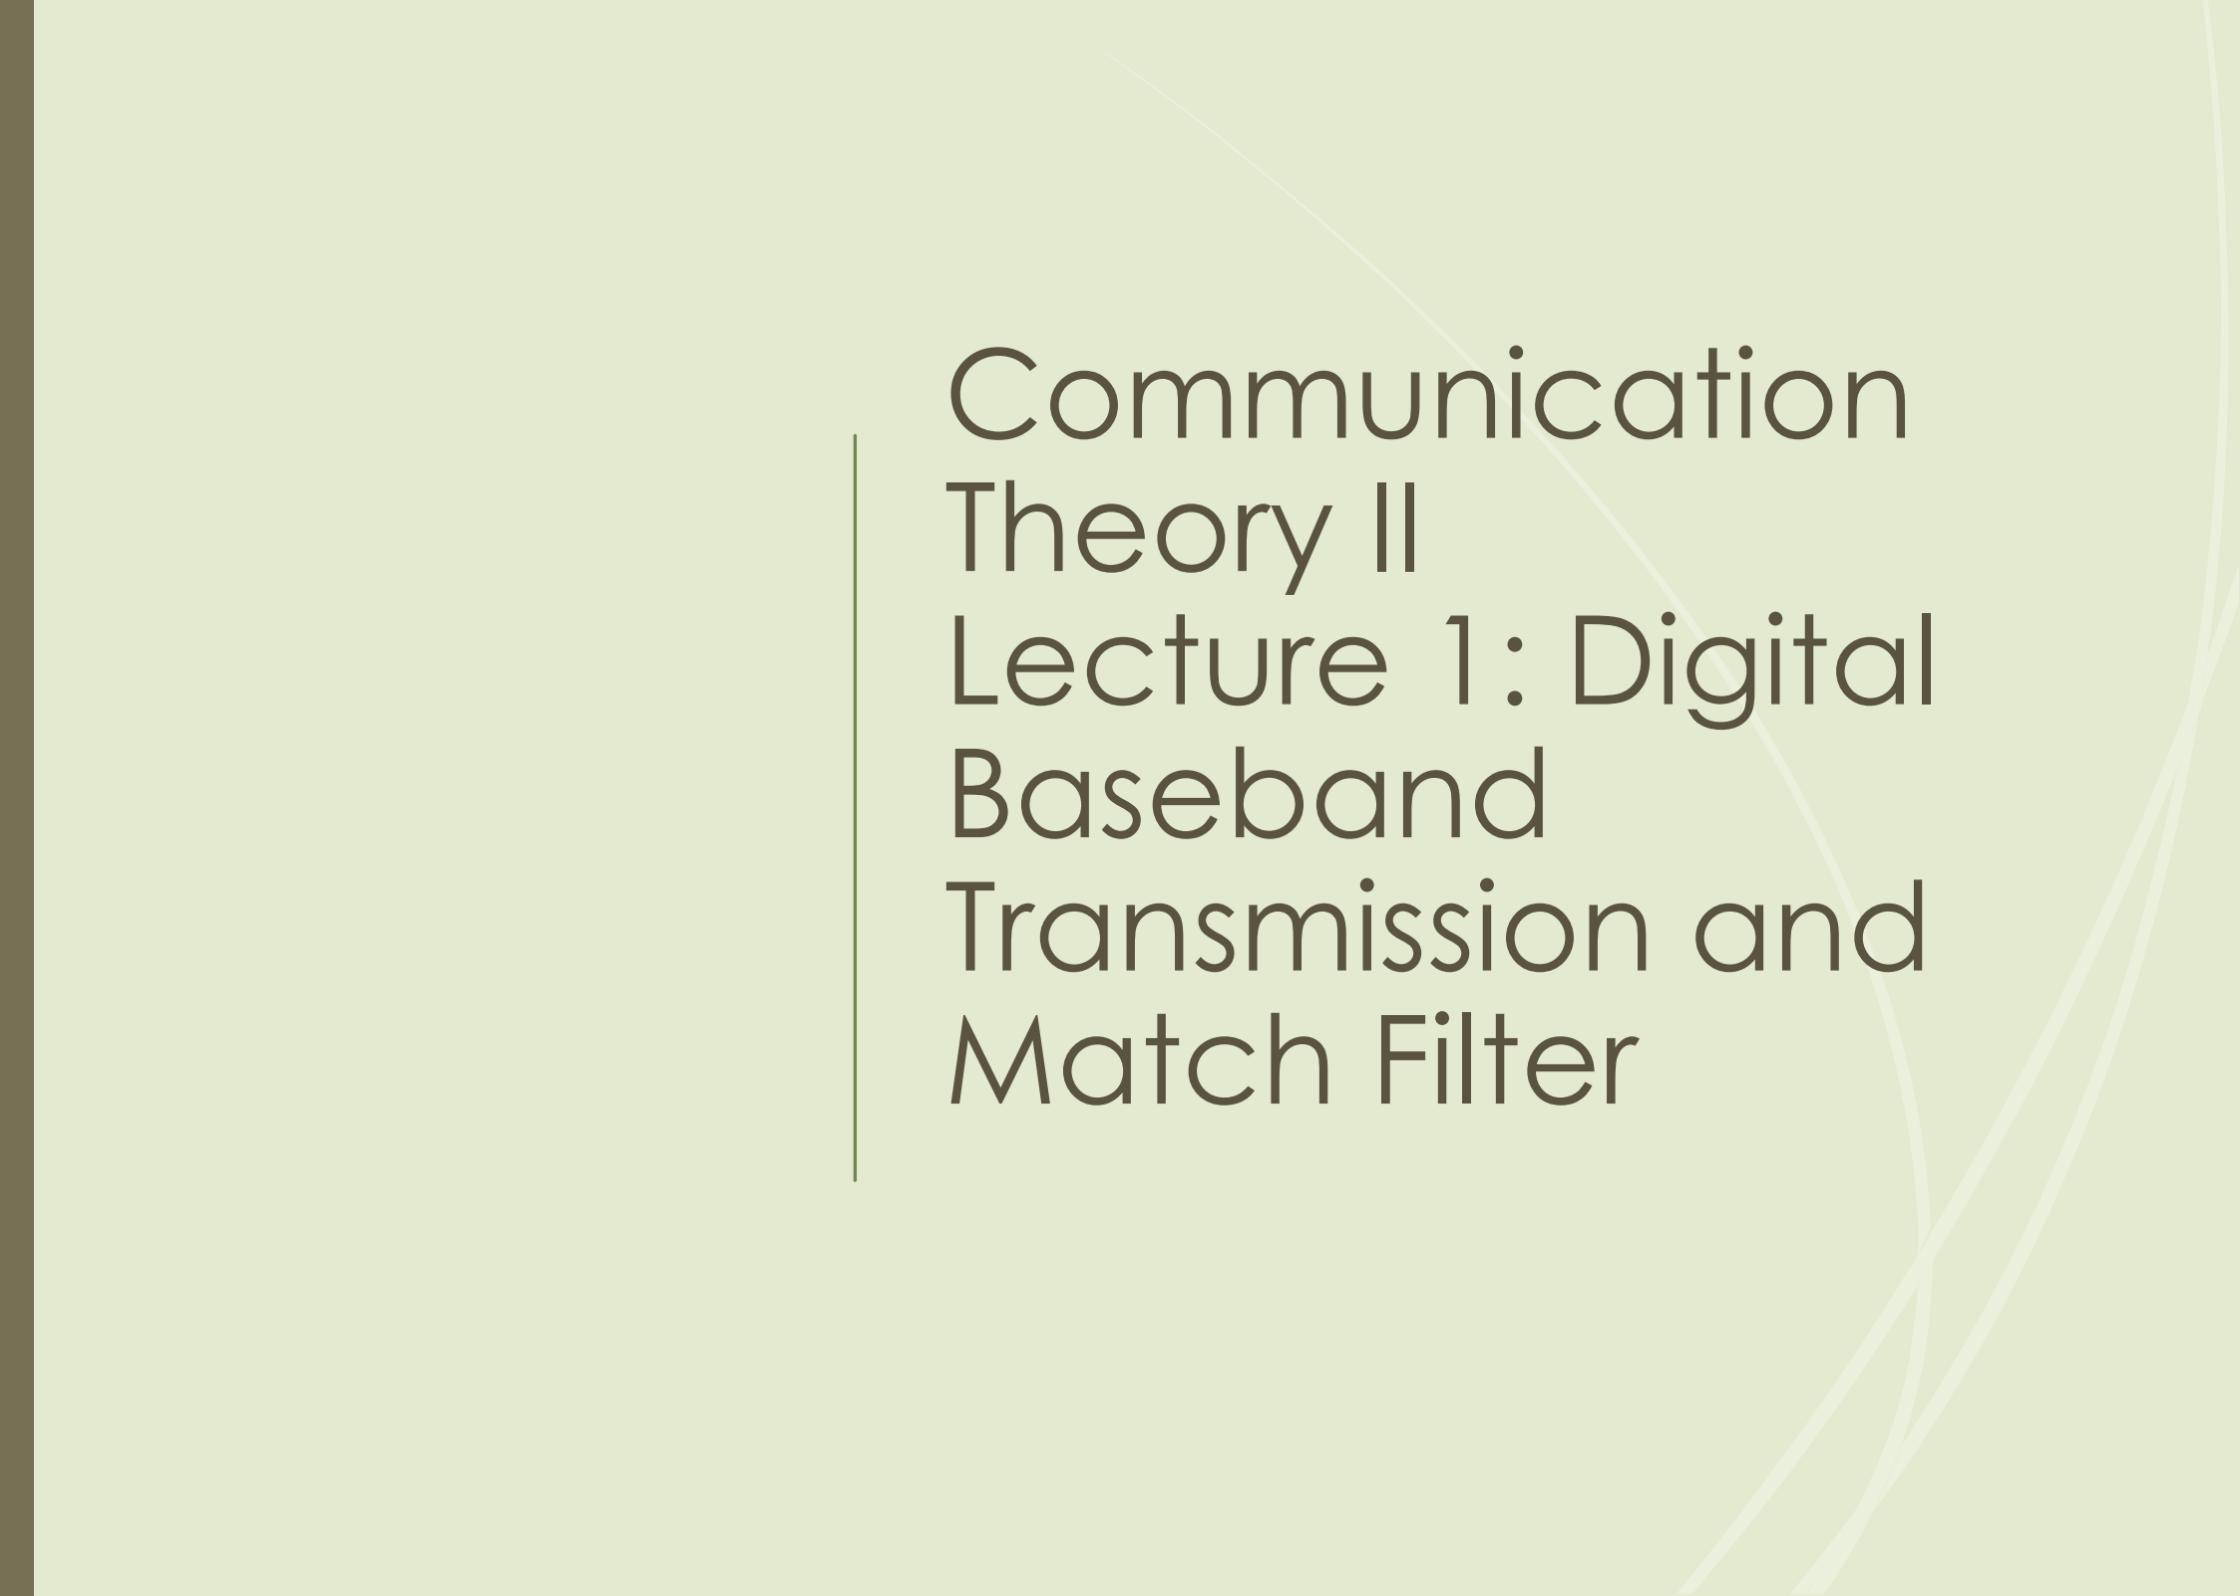 Communication
Theory II
Lecture 1: Digital
Baseband
Transmission and
Match Filter